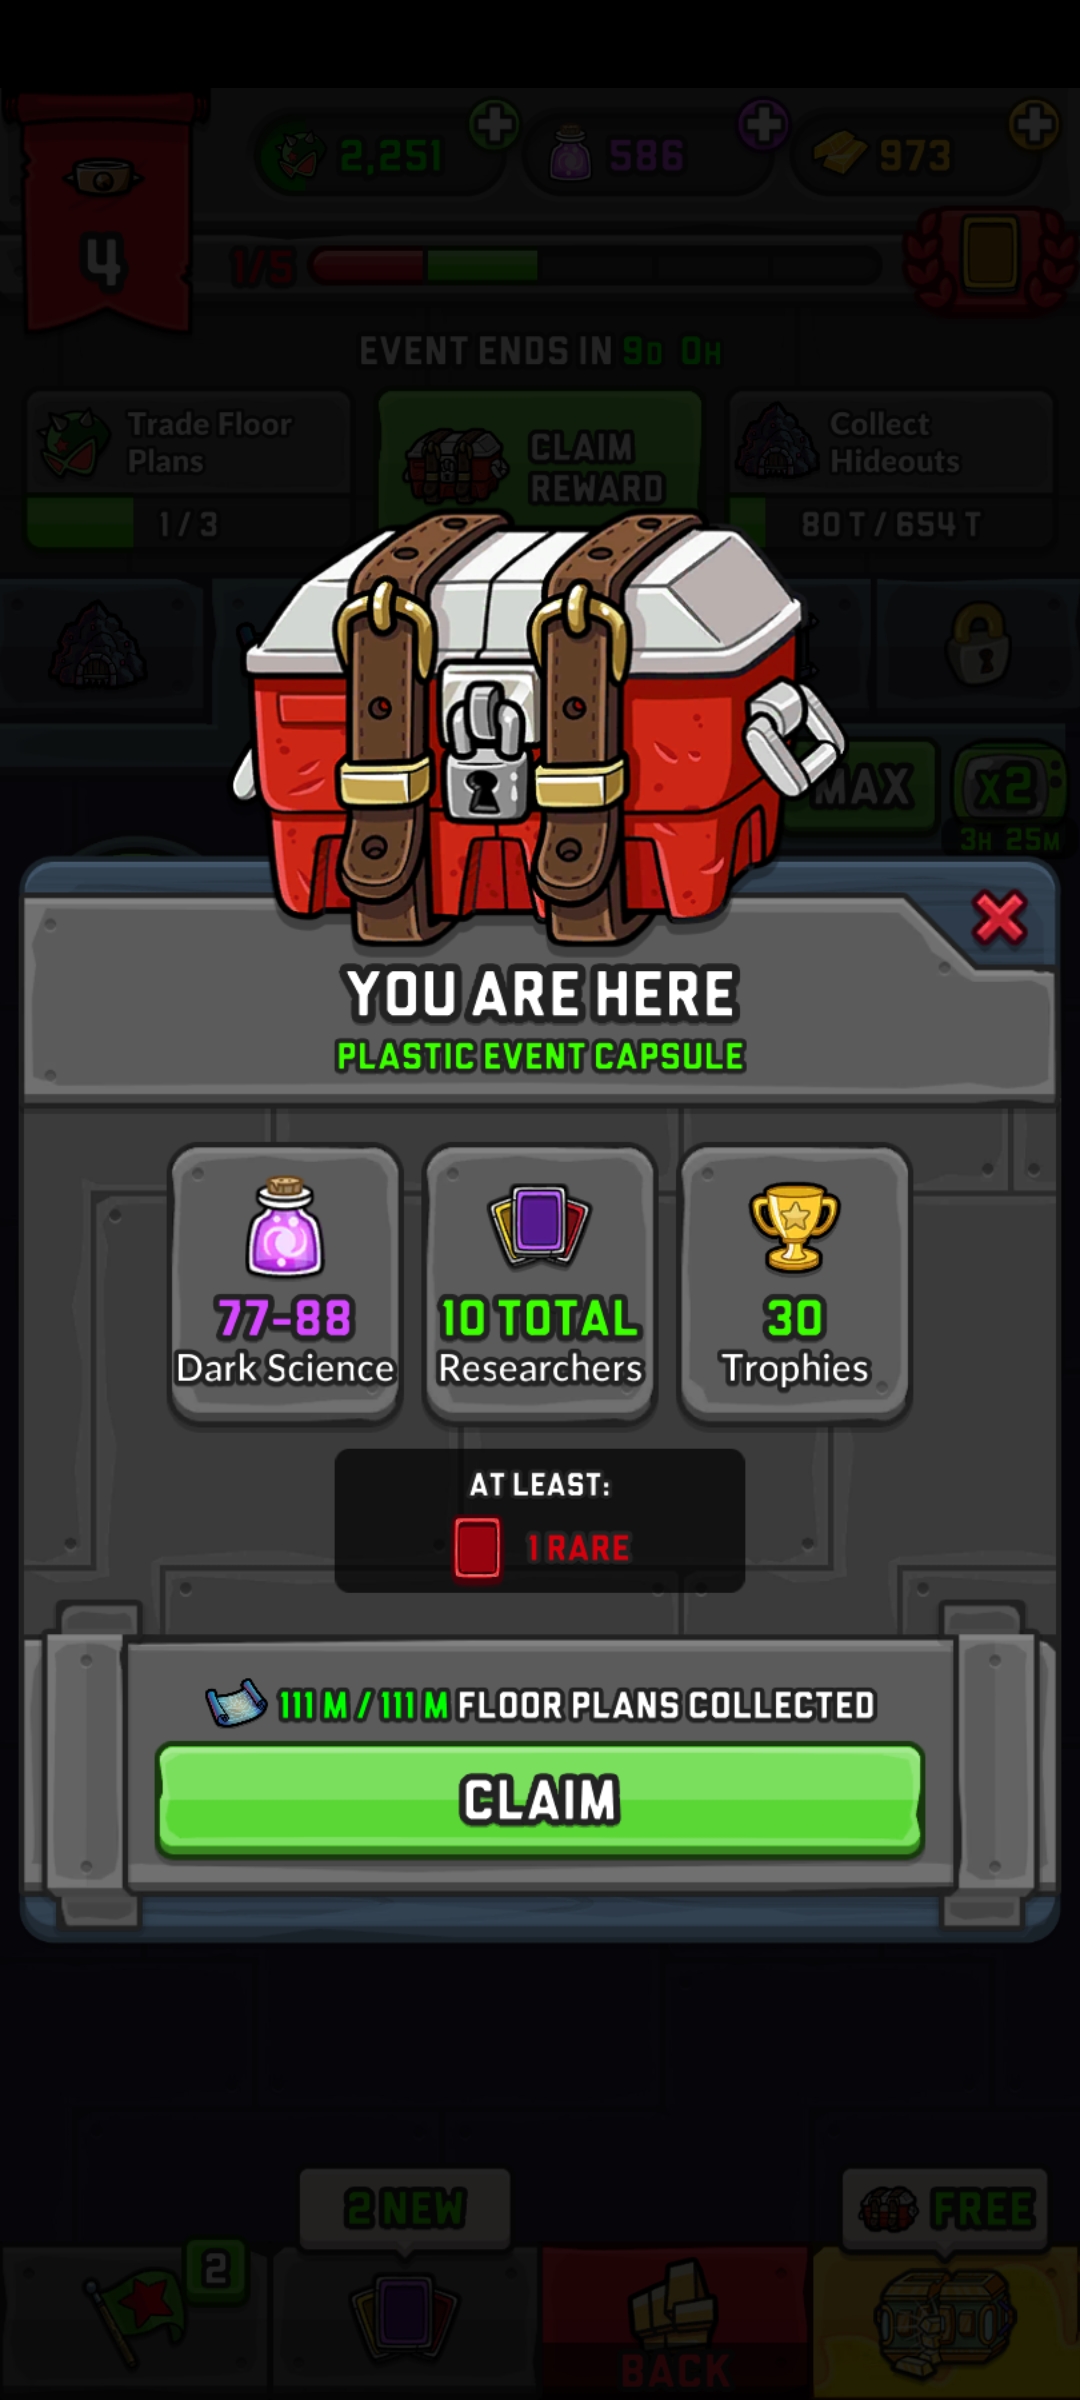 2,251
586
973
4
1/5
EVENT ENDS IN 9D 0H
Trade Floor
Plans
1 / 3
CLAIM
REWARD
Collect
Hideouts
80 T / 654 T
MAX
X2
3H 25M
YOU ARE HERE
PLASTIC EVENT CAPSULE
77-88
Dark Science
10 TOTAL
Researchers
30
Trophies
AT LEAST:
1 RARE
111 M / 111 M FLOOR PLANS COLLECTED
CLAIM
2 NEW
FREE
2
BACK